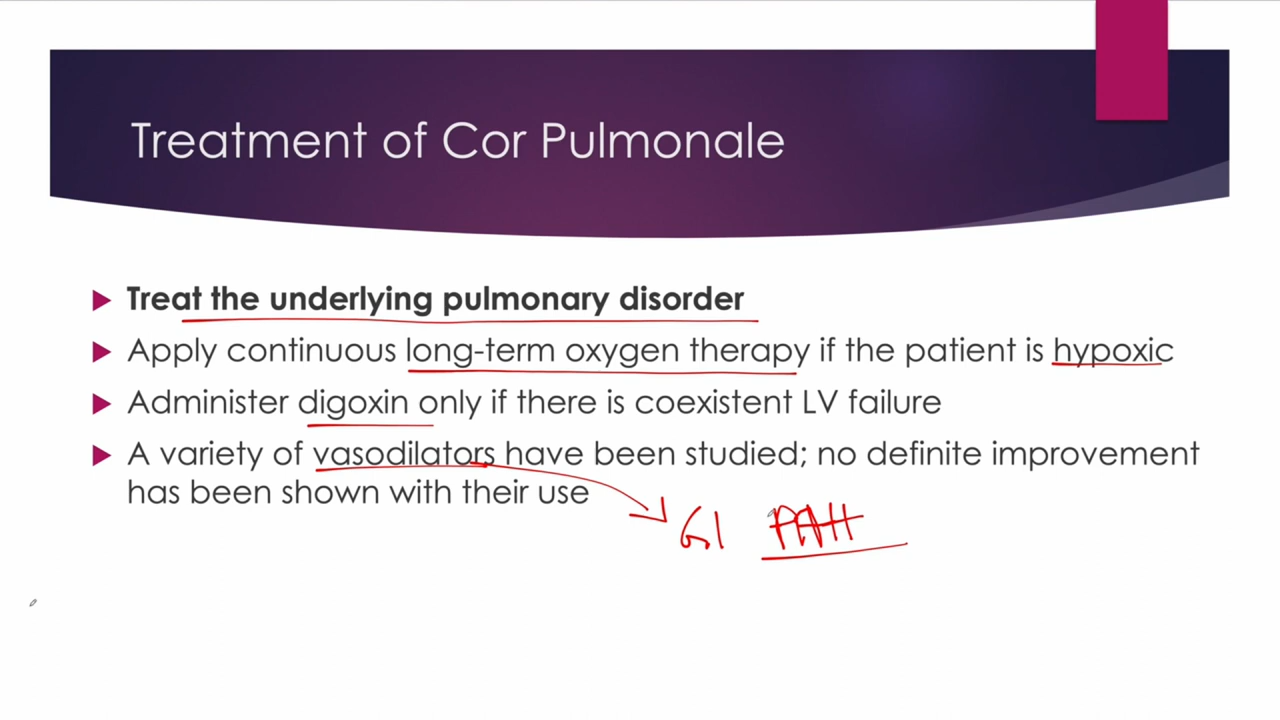 Treatment of Cor Pulmonale
Treat the underlying pulmonary disorder
Apply continuous long-term oxygen therapy if the patient is hypoxic
Administer digoxin only if there is coexistent LV failure
A variety of vasodilators have been studied; no definite improvement
has been shown with their use
G1 PAH